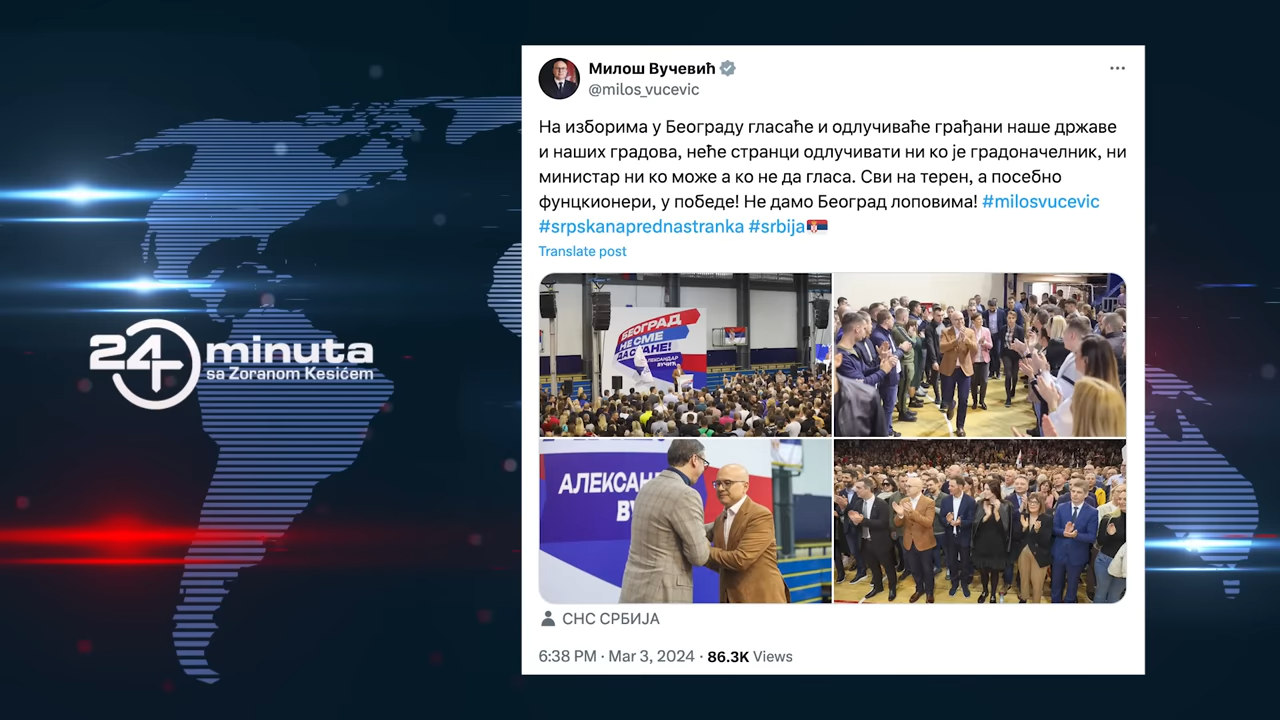 24 minuta
sa Zoranom Kesićem
Милош Вучевић
@milos_vucevic
На изборима у Београду гласаће и одлучиваће грађани наше државе
и наших градова, неће странци одлучивати ни ко је градоначелник, ни
министар ни ко може а ко не да гласа. Сви на терен, а посебно
фунцкионери, у победе! Не дамо Београд лоповима! #milosvucevic
#srpskanaprednastranka #srbija
Translate post
БЕОГРАД
НЕ СМЕ
ДА СТАНЕ!
АЛЕКСАНДАР
ВУЧИЋ
АЛЕКСАН
ВУ
СНС СРБИЈА
6:38 PM · Mar 3, 2024 · 86.3K Views